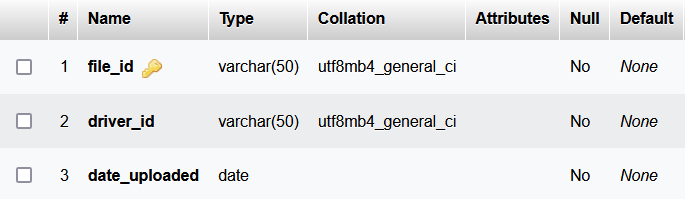 # Name Type Collation Attributes Null Default
1 file_id varchar(50) utf8mb4_general_ci No None
2 driver_id varchar(50) utf8mb4_general_ci No None
3 date_uploaded date No None